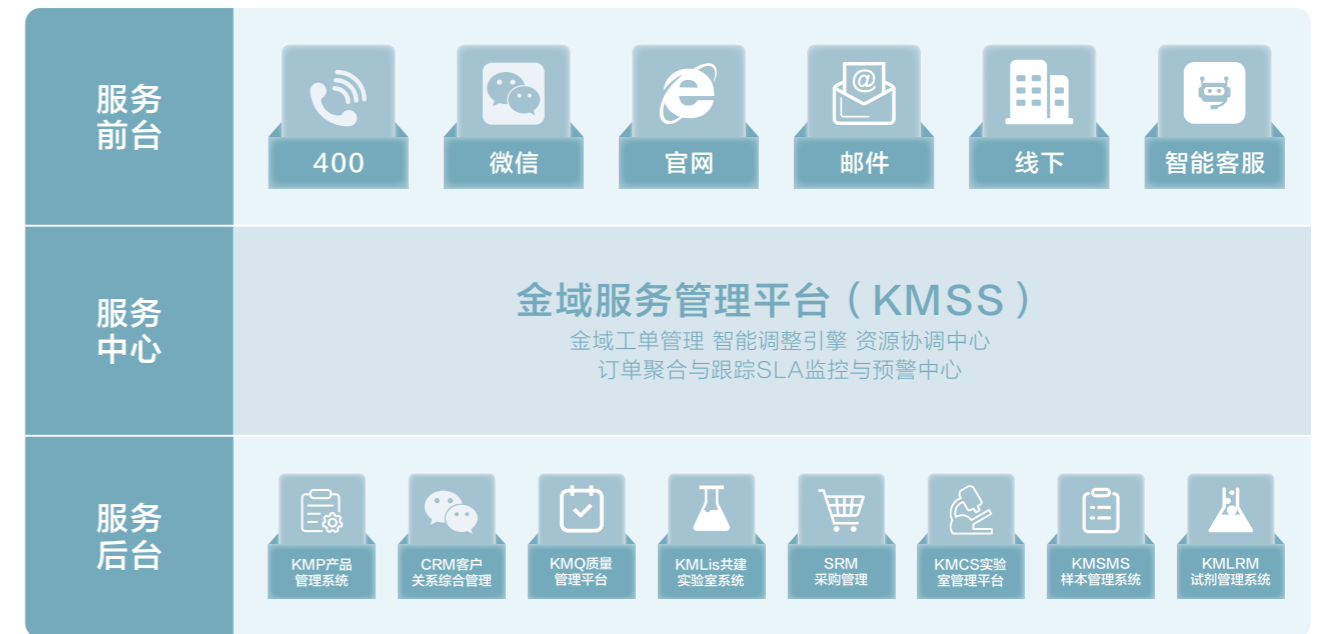 服务
前台
400
微信
官网
@
邮件
线下
智能客服
服务
中心
金域服务管理平台（KMSS）
金域工单管理 智能调整引擎 资源协调中心
订单聚合与跟踪SLA监控与预警中心
服务
后台
KMP产品
管理系统
CRM客户
关系综合管理
KMQ质量
管理平台
KMLis共建
实验室系统
SRM
采购管理
KMCS实验
室管理平台
KMSMS
样本管理系统
KMLRM
试剂管理系统